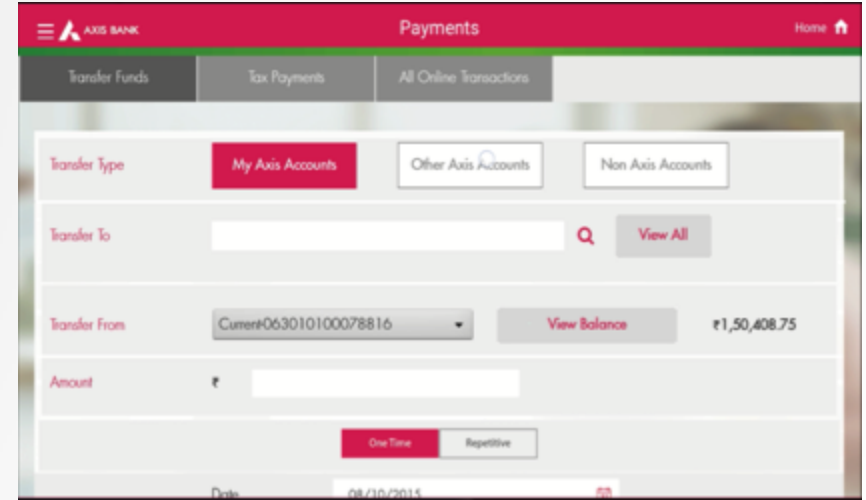 AXIS BANK Payments Home
Transfer Funds Tax Payments All Online Transactions
Transfer Type My Axis Accounts Other Axis Accounts Non Axis Accounts
Transfer To View All
Transfer From Current-063010100078816 View Balance ₹1,50,408.75
Amount ₹
One Time Repetitive
Date 08/10/2015